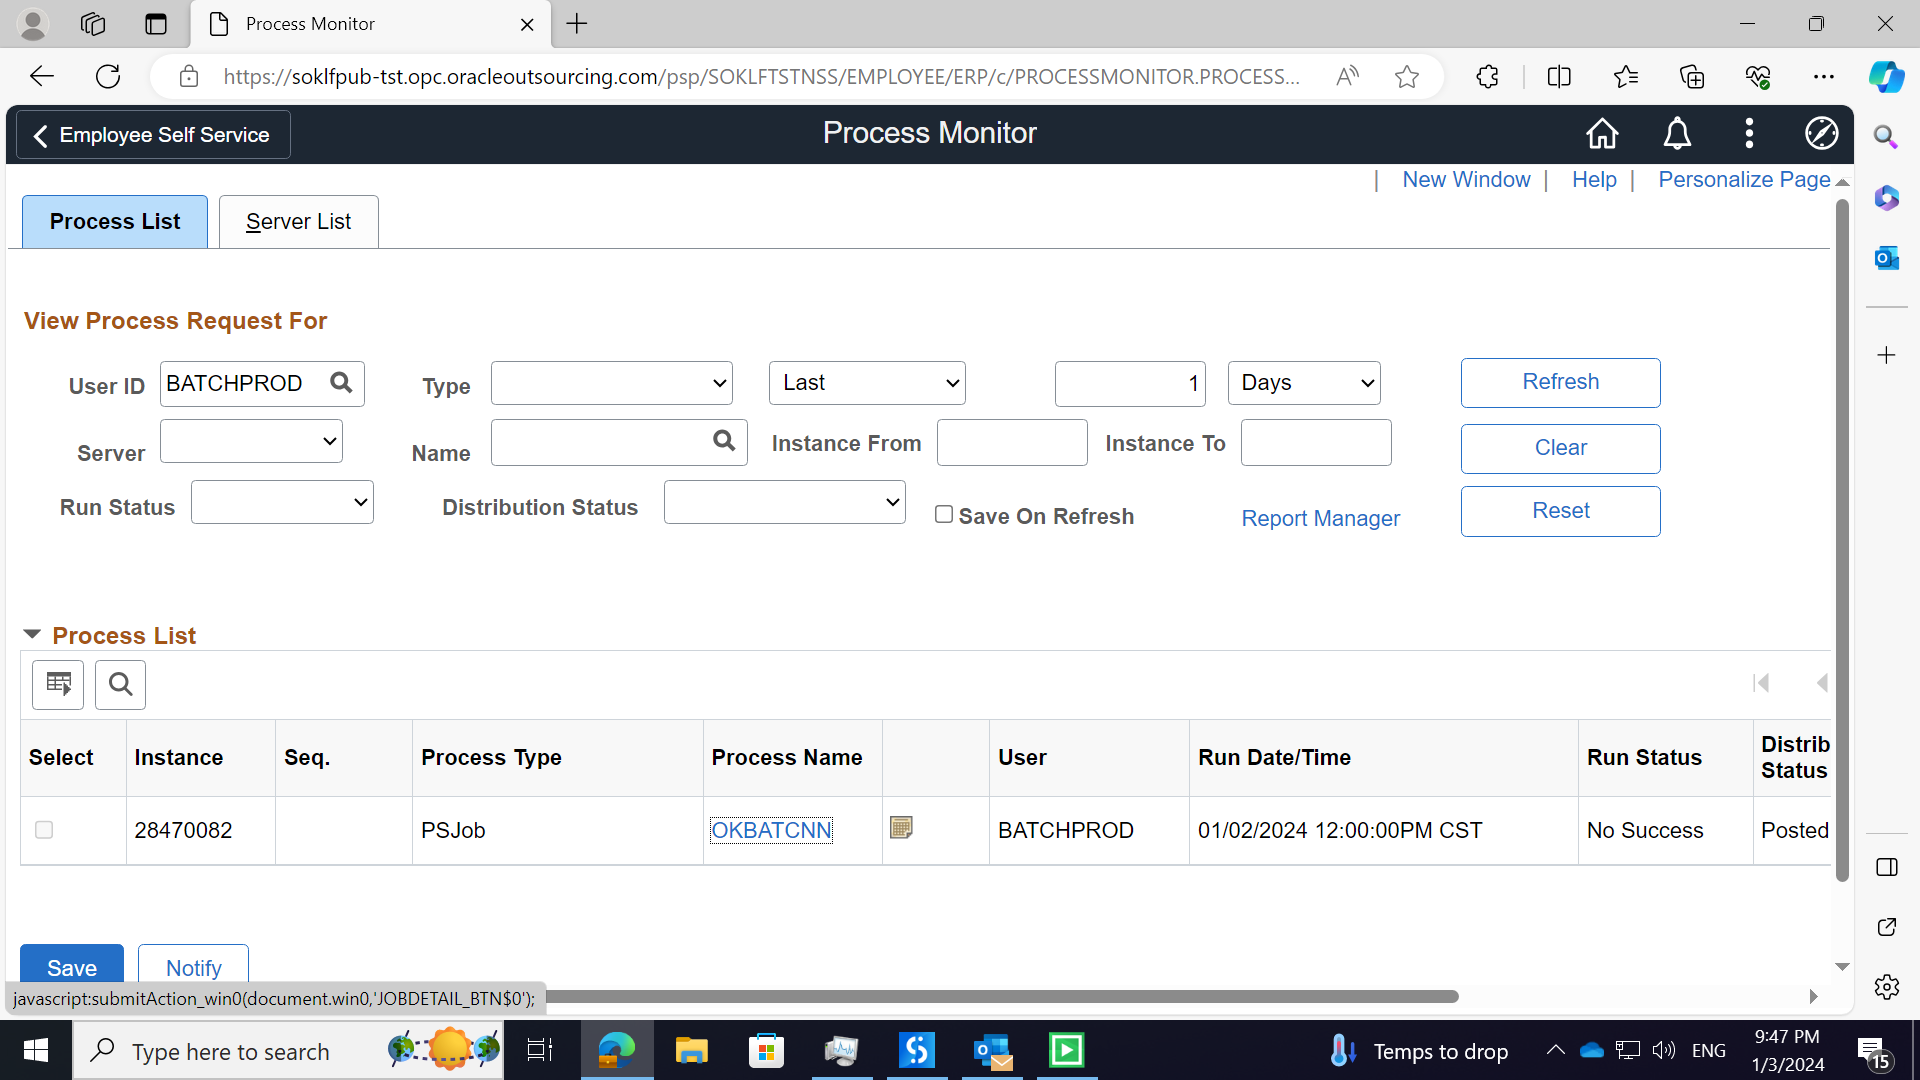 Process Monitor
https://soklfpub-tst.opc.oracleoutsourcing.com/psp/SOKLFTSTNSS/EMPLOYEE/ERP/c/PROCESSMONITOR.PROCESS...
Employee Self Service
Process Monitor
| New Window | Help | Personalize Page
Process List Server List
View Process Request For
User ID BATCHPROD Type Last 1 Days Refresh
Server Name Instance From Instance To Clear
Run Status Distribution Status Save On Refresh Report Manager Reset
Process List
Select Instance Seq. Process Type Process Name User Run Date/Time Run Status Distrib Status
28470082 PSJob OKBATCNN BATCHPROD 01/02/2024 12:00:00PM CST No Success Posted
Save Notify
javascript:submitAction_win0(document.win0,'JOBDETAIL_BTN$0');
Type here to search Temps to drop ENG 9:47 PM
1/3/2024 15